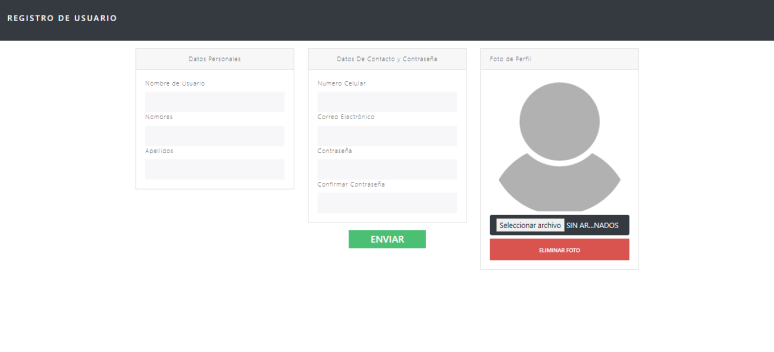 REGISTRO DE USUARIO
Datos Personales
Nombre de Usuario
Nombres
Apellidos
Datos De Contacto y Contraseña
Numero Celular
Correo Electrónico
Contraseña
Confirmar Contraseña
ENVIAR
Foto de Perfil
Seleccionar archivo SIN AR...NADOS
ELIMINAR FOTO